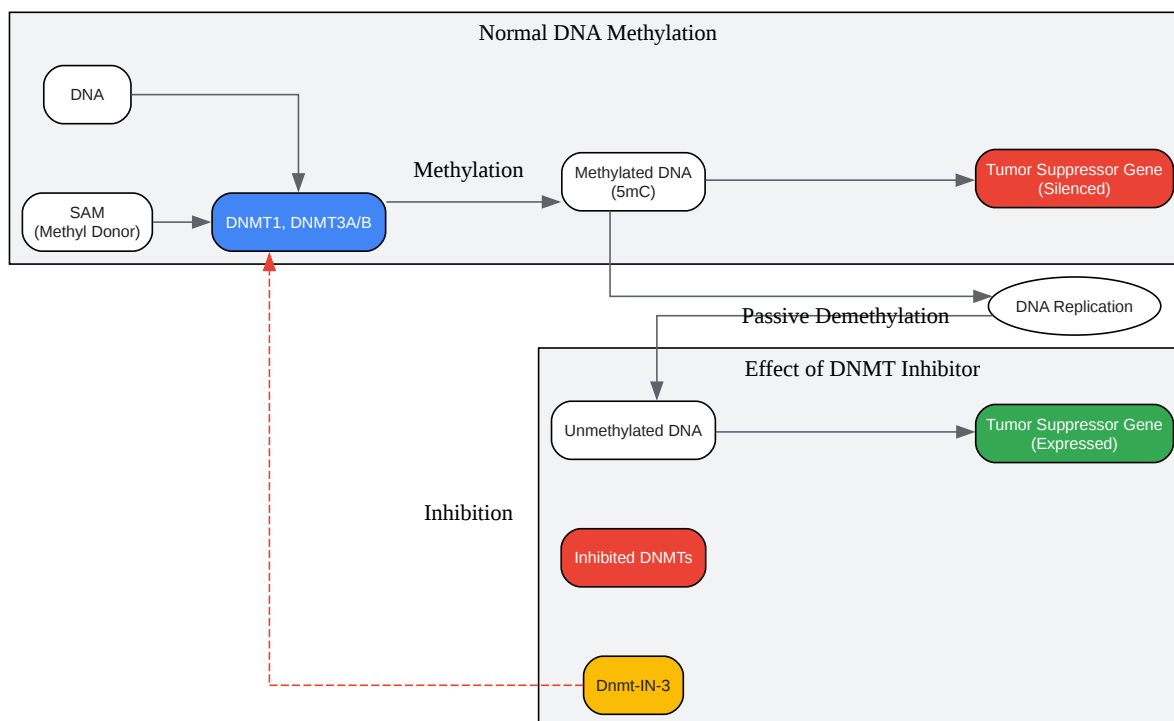 Normal DNA Methylation
DNA
Methylation
Methylated DNA
(5mC)
Tumor Suppressor Gene
(Silenced)
SAM
(Methyl Donor)
DNMT1, DNMT3A/B
DNA Replication
Passive Demethylation
Effect of DNMT Inhibitor
Unmethylated DNA
Tumor Suppressor Gene
(Expressed)
Inhibition
Inhibited DNMTs
Dnmt-IN-3